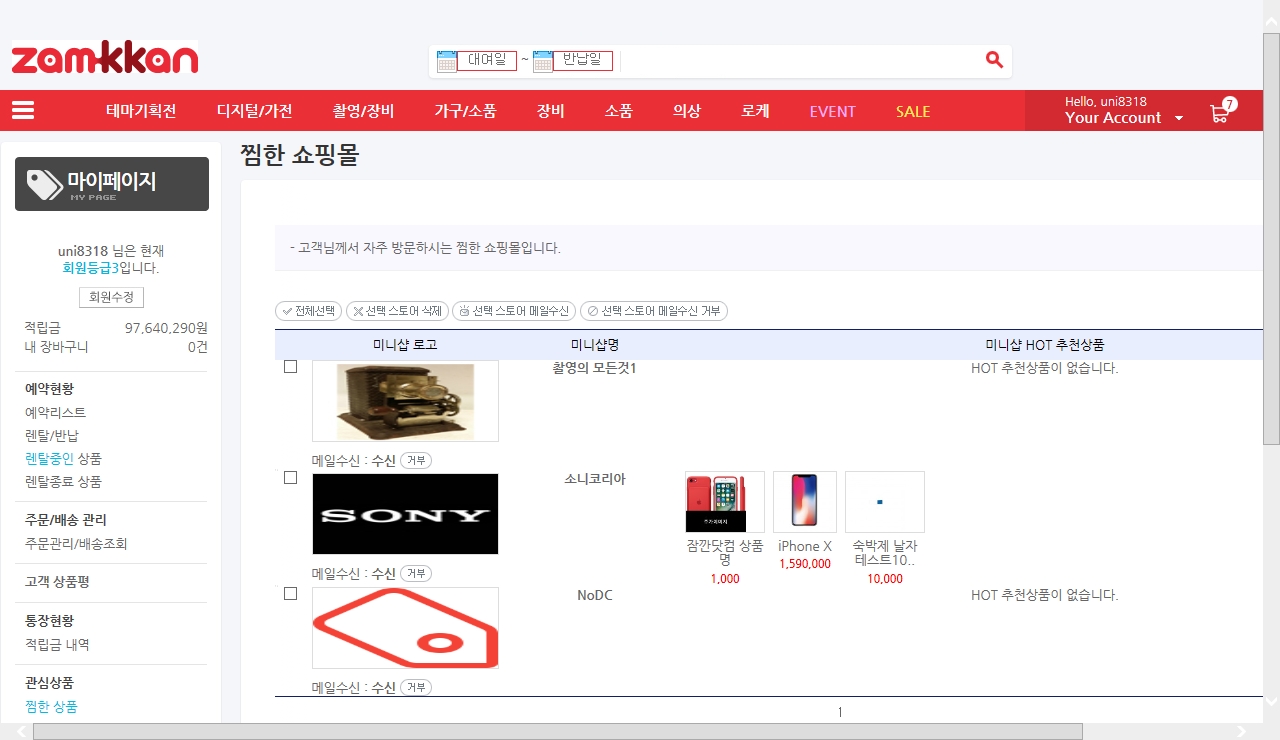 zamkkan
대여일 ~ 반납일
테마기획전 디지털/가전 촬영/장비 가구/소품 장비 소품 의상 로케 EVENT SALE
Hello, uni8318
Your Account
7
마이페이지
MY PAGE
uni8318 님은 현재
회원등급3입니다.
회원수정
적립금 97,640,290원
내 장바구니 0건
예약현황
예약리스트
렌탈/반납
렌탈중인 상품
렌탈종료 상품
주문/배송 관리
주문관리/배송조회
고객 상품평
통장현황
적립금 내역
관심상품
찜한 상품
찜한 쇼핑몰
- 고객님께서 자주 방문하시는 찜한 쇼핑몰입니다.
전체선택 선택 스토어 삭제 선택 스토어 메일수신 선택 스토어 메일수신 거부
미니샵 로고 미니샵명 미니샵 HOT 추천상품
촬영의 모든것1 HOT 추천상품이 없습니다.
메일수신 : 수신 거부
소니코리아
SONY
추가이미지
잠깐닷컴 상품
명
1,000
iPhone X
1,590,000
숙박제 날자
테스트10..
10,000
메일수신 : 수신 거부
NoDC HOT 추천상품이 없습니다.
메일수신 : 수신 거부
1